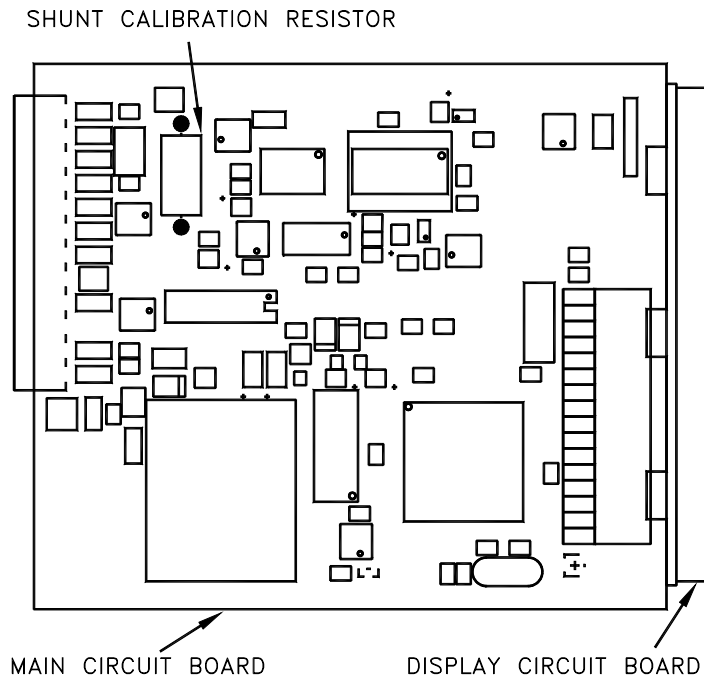 SHUNT CALIBRATION RESISTOR
MAIN CIRCUIT BOARD
DISPLAY CIRCUIT BOARD